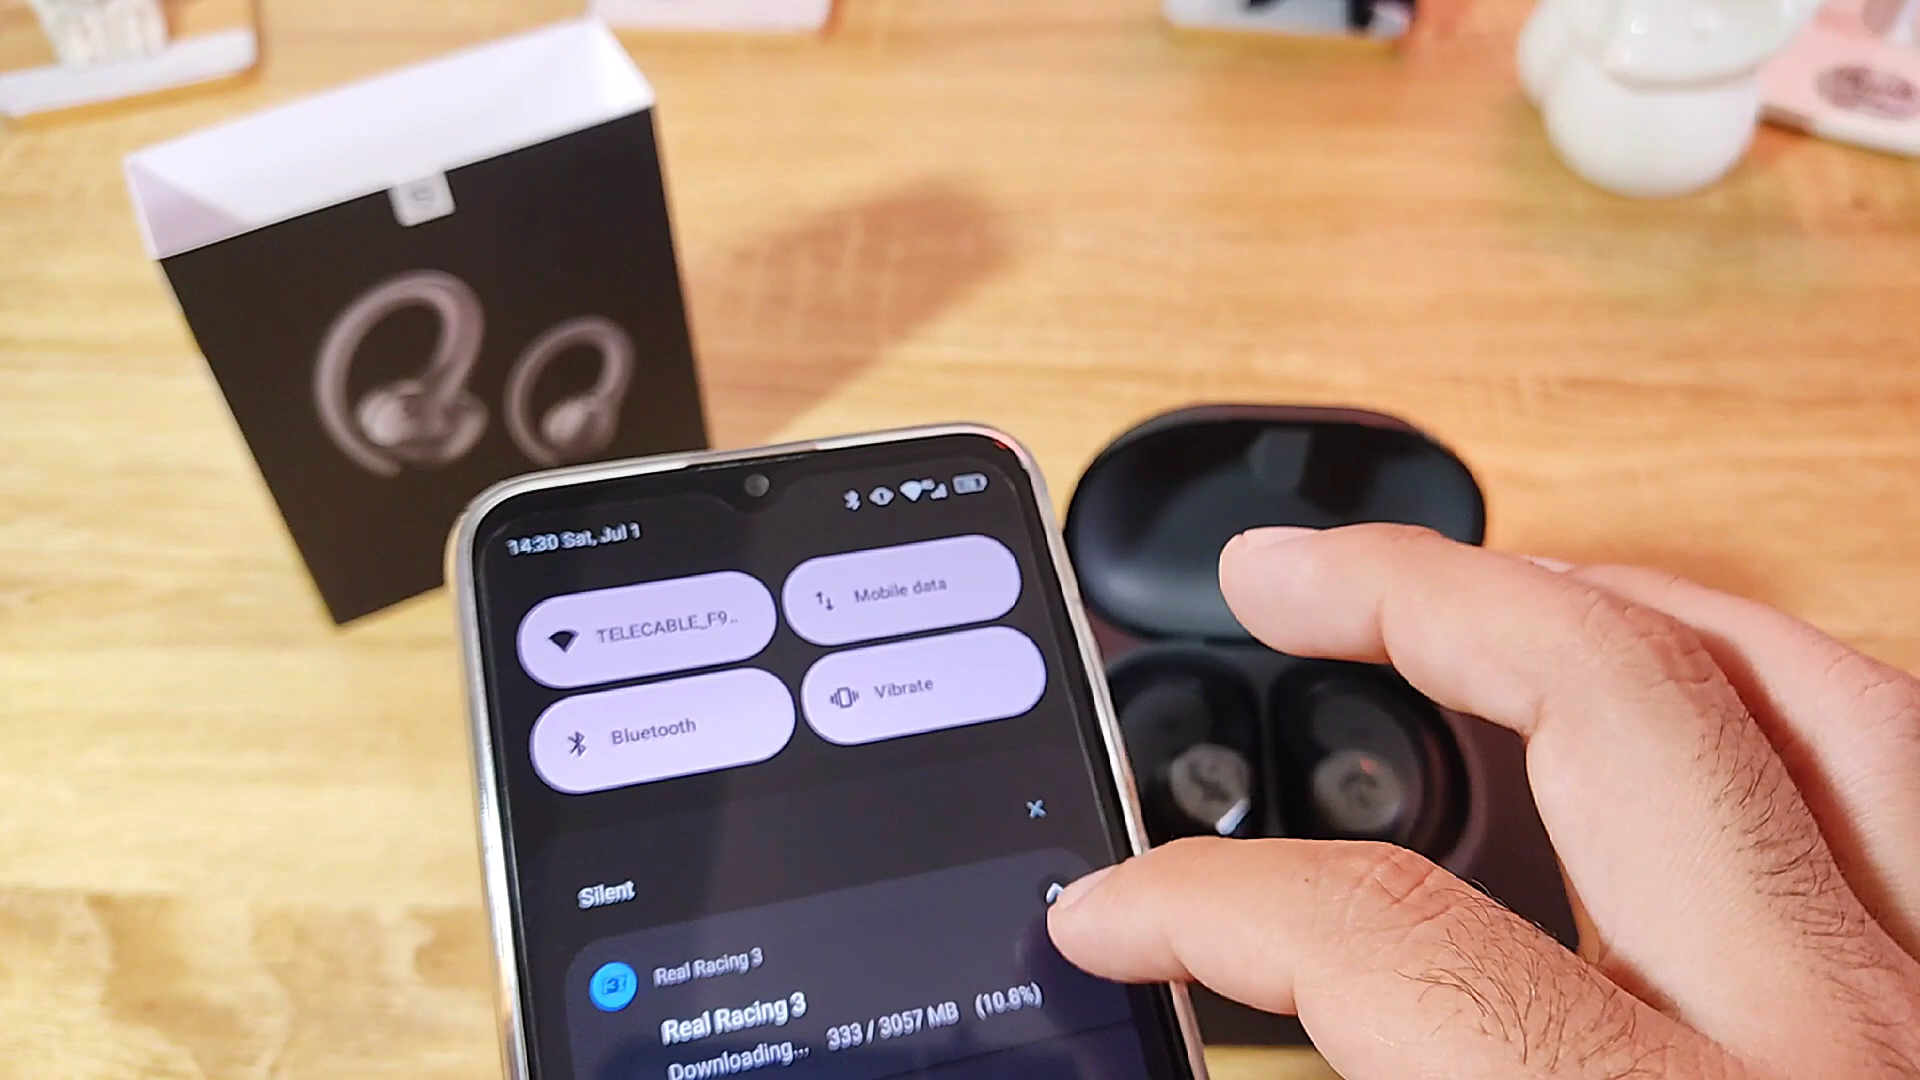 14:30 Sat, Jul 1
TELECABLE_F9..
Mobile data
Bluetooth
Vibrate
Silent
Real Racing 3
Real Racing 3
Downloading... 333 / 3057 MB (10.8%)